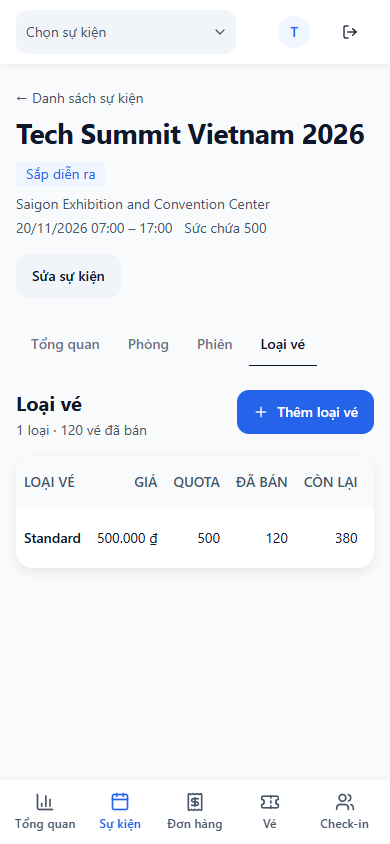 Chọn sự kiện
T
← Danh sách sự kiện
Tech Summit Vietnam 2026
Sắp diễn ra
Saigon Exhibition and Convention Center
20/11/2026 07:00 – 17:00 Sức chứa 500
Sửa sự kiện
Tổng quan Phòng Phiên Loại vé
Loại vé
1 loại · 120 vé đã bán
Thêm loại vé
LOẠI VÉ GIÁ QUOTA ĐÃ BÁN CÒN LẠI
Standard 500.000 ₫ 500 120 380
Tổng quan Sự kiện Đơn hàng Vé Check-in